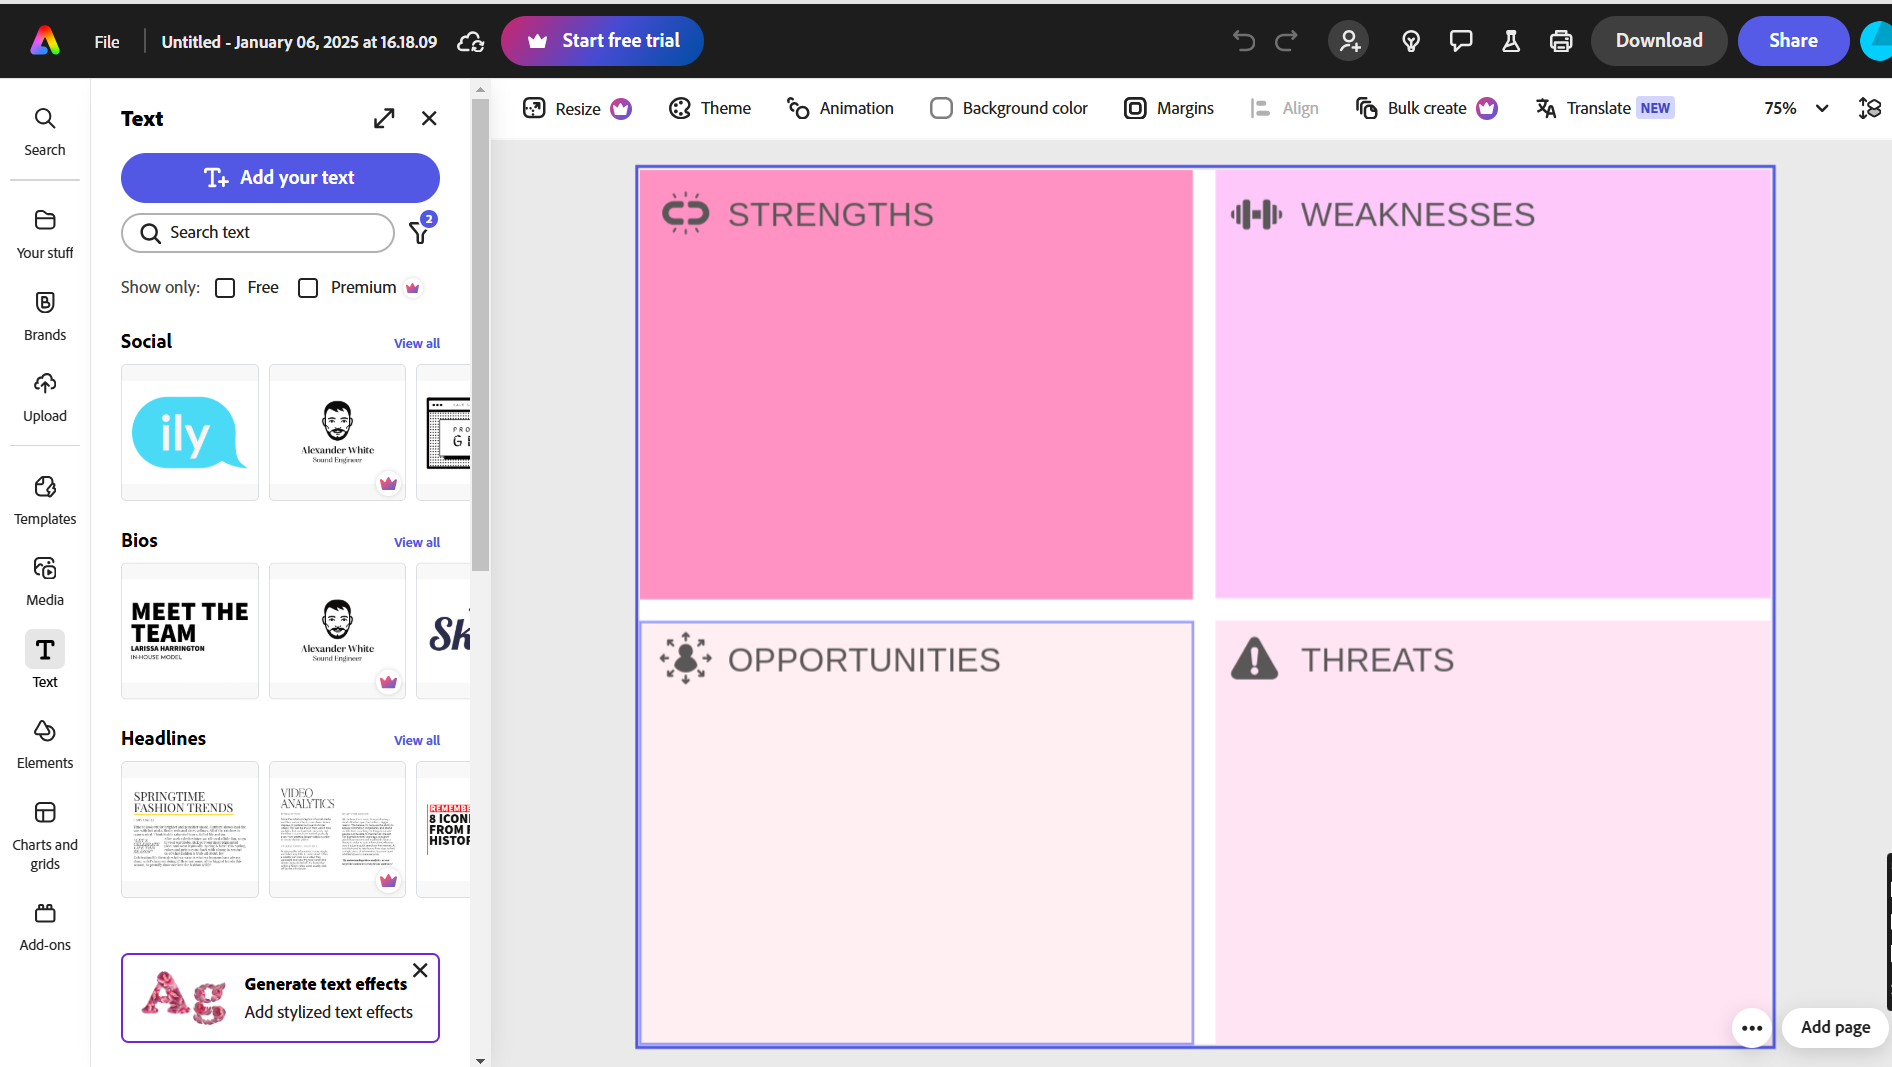 File
Untitled - January 06, 2025 at 16.18.09
Start free trial
Download
Share
Search
Your stuff
Brands
Upload
Templates
Media
Text
Elements
Charts and
grids
Add-ons
Text
Add your text
Search text
2
Show only:
Free
Premium
Social
View all
ily
Alexander White
Sound Engineer
Bios
View all
MEET THE
TEAM
LARISSA HARRINGTON
IN-HOUSE MODEL
Alexander White
Sound Engineer
Sk
Headlines
View all
SPRINGTIME
FASHION TRENDS
VIDEO
ANALYTICS
REMEMBE
8 ICONI
FROM F
HISTOR
Ag
Generate text effects
Add stylized text effects
Resize
Theme
Animation
Background color
Margins
Align
Bulk create
Translate
NEW
75%
STRENGTHS
WEAKNESSES
OPPORTUNITIES
THREATS
Add page